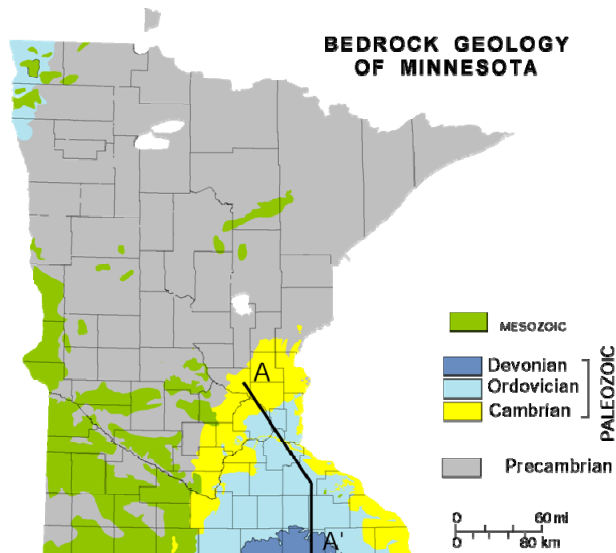 BEDROCK GEOLOGY
OF MINNESOTA
A
A'
MESOZOIC
Devonian
Ordovician
Cambrian
PALEOZOIC
Precambrian
0 60 mi
0 80 km